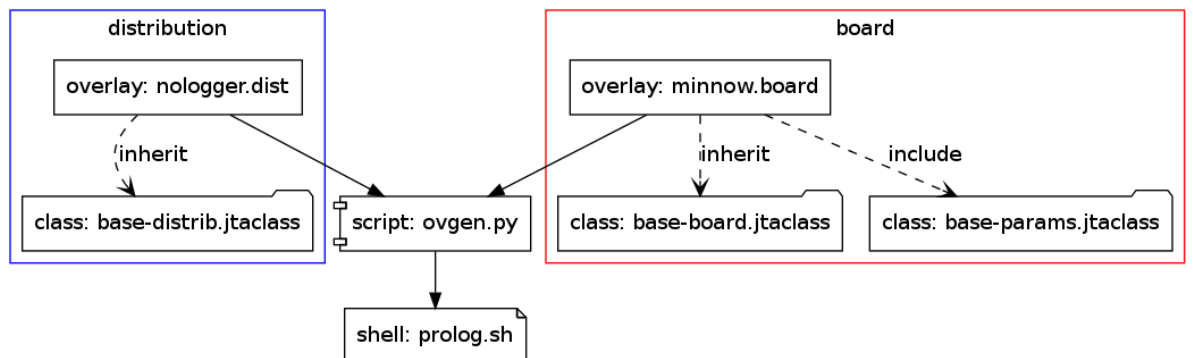 distribution
board
overlay: nologger.dist
overlay: minnow.board
inherit
inherit
include
class: base-distrib.jtaclass
script: ovgen.py
class: base-board.jtaclass
class: base-params.jtaclass
shell: prolog.sh